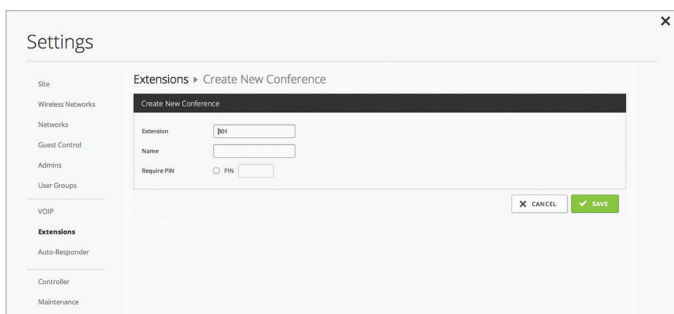 Settings
Site
Wireless Networks
Networks
Guest Control
Admins
User Groups
VOIP
Extensions
Auto-Responder
Controller
Maintenance
Extensions ▸ Create New Conference
Create New Conference
Extension
Name
Require PIN PIN
CANCEL SAVE